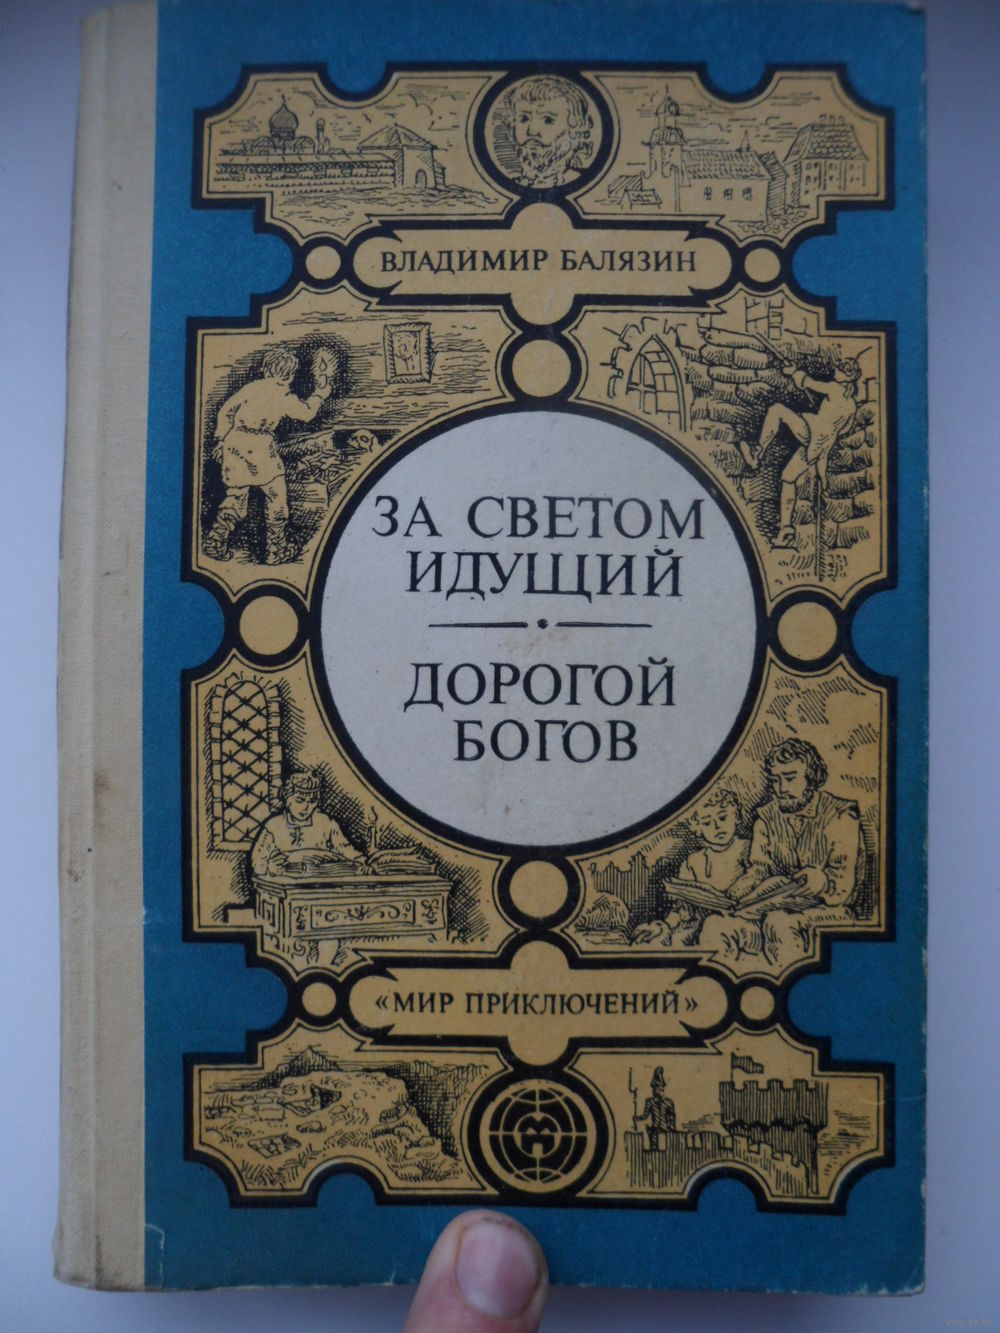 ВЛАДИМИР БАЛЯЗИН
ЗА СВЕТОМ
ИДУЩИЙ
ДОРОГОЙ
БОГОВ
«МИР ПРИКЛЮЧЕНИЙ»
М